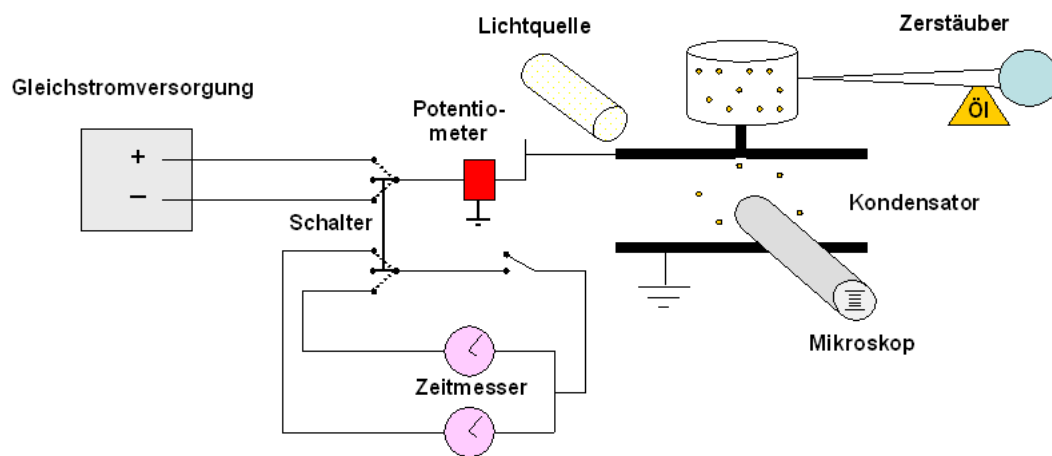 Lichtquelle
Zerstäuber
Gleichstromversorgung
Potentio-
meter
Öl
+
–
Schalter
Kondensator
Mikroskop
Zeitmesser